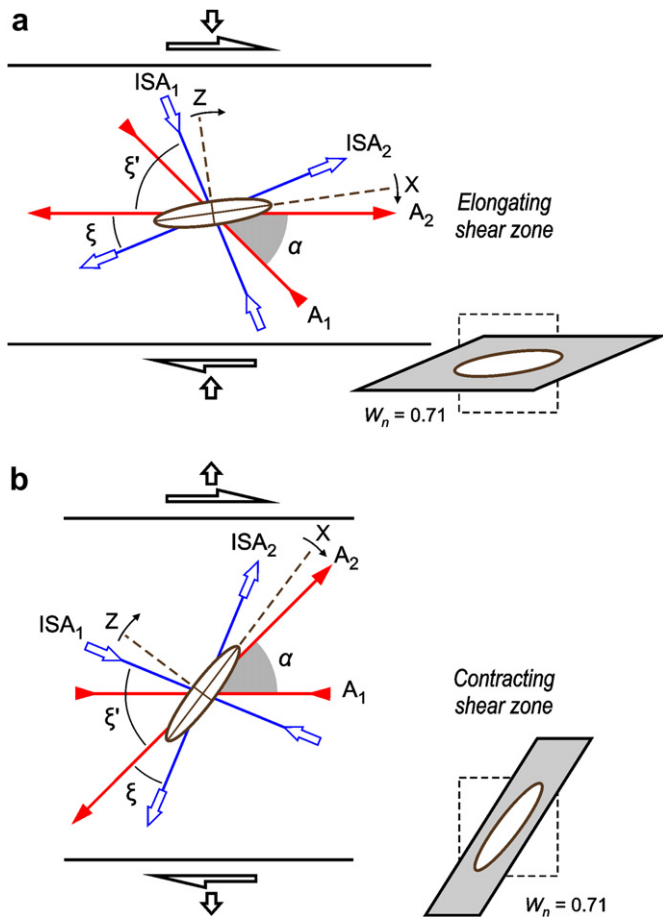 a
ISA₁
Z
ISA₂
ξ'
X
A₂
ξ
α
A₁
Elongating
shear zone
Wₙ = 0.71
b
X
ISA₂
A₂
Z
ISA₁
α
A₁
ξ'
ξ
Contracting
shear zone
Wₙ = 0.71